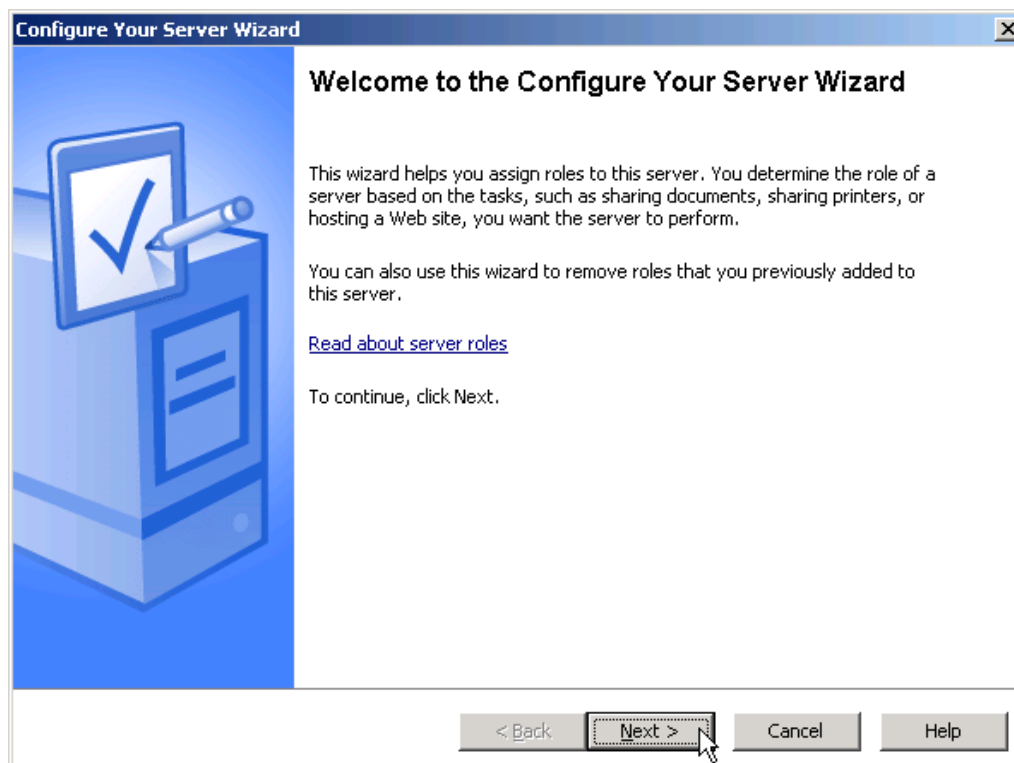 Configure Your Server Wizard
Welcome to the Configure Your Server Wizard
This wizard helps you assign roles to this server. You determine the role of a
server based on the tasks, such as sharing documents, sharing printers, or
hosting a Web site, you want the server to perform.
You can also use this wizard to remove roles that you previously added to
this server.
Read about server roles
To continue, click Next.
< Back Next > Cancel Help